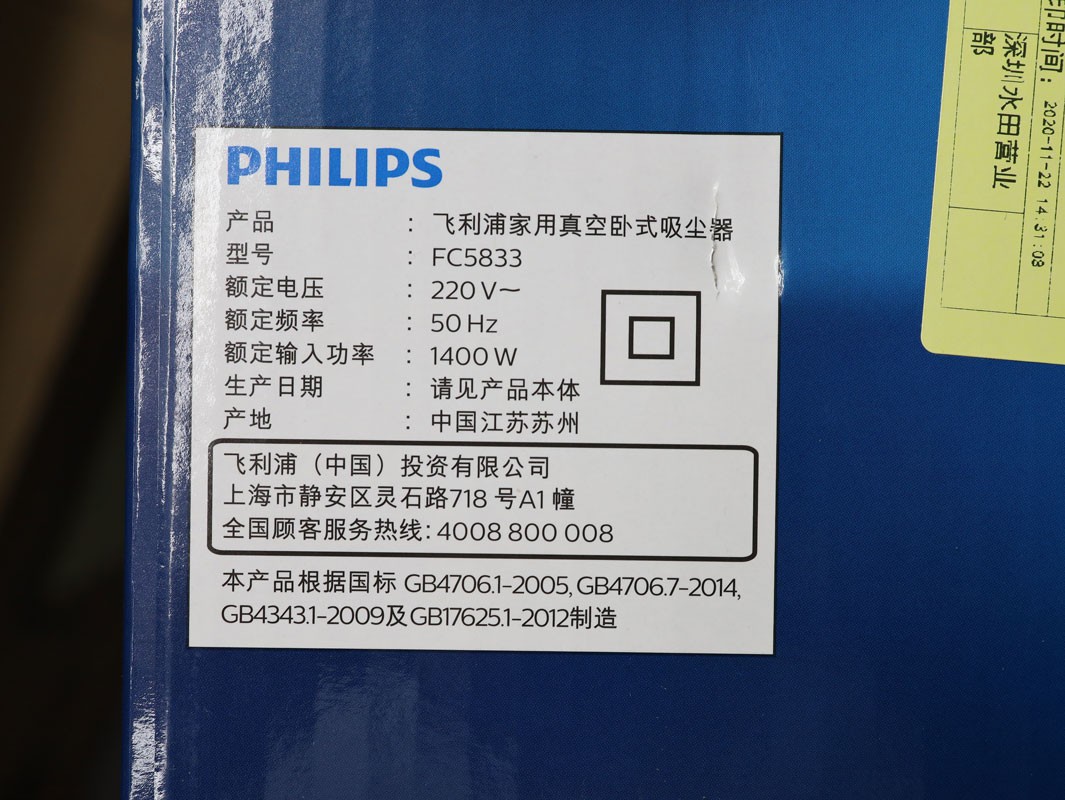 PHILIPS
产品 : 飞利浦家用真空卧式吸尘器
型号 : FC5833
额定电压 : 220 V～
额定频率 : 50 Hz
额定输入功率 : 1400 W
生产日期 : 请见产品本体
产地 : 中国江苏苏州
飞利浦（中国）投资有限公司
上海市静安区灵石路718 号A1 幢
全国顾客服务热线: 4008 800 008
本产品根据国标 GB4706.1-2005, GB4706.7-2014,
GB4343.1-2009及GB17625.1-2012制造
印时间： 2020-11-22 14:31:09
深圳水田营业
部